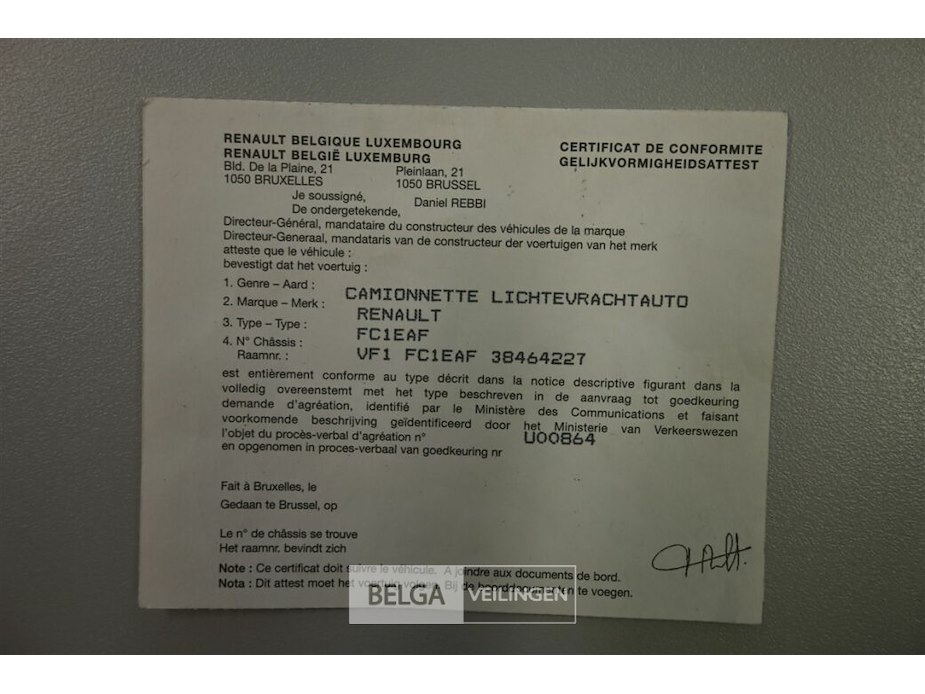 RENAULT BELGIQUE LUXEMBOURG
RENAULT BELGIË LUXEMBURG
CERTIFICAT DE CONFORMITE
GELIJKVORMIGHEIDSATTEST
Bld. De la Plaine, 21 Pleinlaan, 21
1050 BRUXELLES 1050 BRUSSEL
Je soussigné,
De ondergetekende, Daniel REBBI
Directeur-Général, mandataire du constructeur des véhicules de la marque
Directeur-Generaal, mandataris van de constructeur der voertuigen van het merk
atteste que le véhicule :
bevestigt dat het voertuig :
1. Genre – Aard : CAMIONNETTE LICHTEVRACHTAUTO
2. Marque – Merk : RENAULT
3. Type – Type : FC1EAF
4. N° Châssis :
Raamnr. : VF1 FC1EAF 38464227
est entièrement conforme au type décrit dans la notice descriptive figurant dans la
volledig overeenstemt met het type beschreven in de aanvraag tot goedkeuring
demande d'agréation, identifié par le Ministère des Communications et faisant
voorkomende beschrijving geïdentificeerd door het Ministerie van Verkeerswezen
l'objet du procès-verbal d'agréation n° U00864
en opgenomen in proces-verbaal van goedkeuring nr
Fait à Bruxelles, le
Gedaan te Brussel, op
Le n° de châssis se trouve
Het raamnr. bevindt zich
Note : Ce certificat doit suivre le véhicule. A joindre aux documents de bord.
Nota : Dit attest moet het voertuig volgen. Bij de boorddocumenten te voegen.
BELGA VEILINGEN